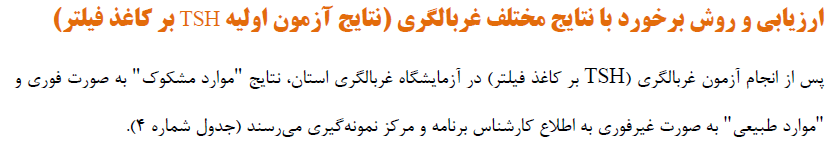 ارزیابی و روش برخورد با نتایج مختلف غربالگری (نتایج آزمون اولیه TSH بر کاغذ فیلتر)
پس از انجام آزمون غربالگری (TSH بر کاغذ فیلتر) در آزمایشگاه غربالگری استان، نتایج "موارد مشکوک" به صورت فوری و
"موارد طبیعی" به صورت غیرفوری به اطلاع کارشناس برنامه و مرکز نمونه‌گیری می‌رسند (جدول شماره ۴).